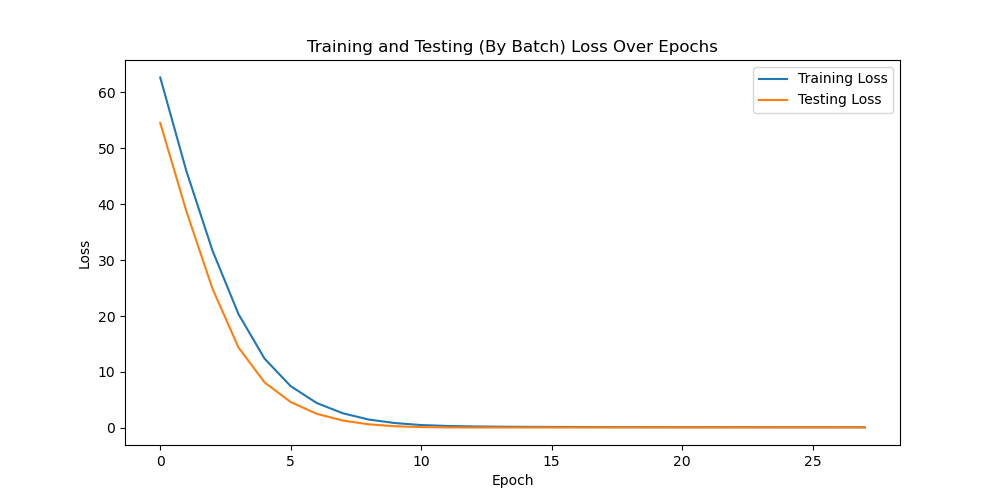 Training and Testing (By Batch) Loss Over Epochs
Training Loss
Testing Loss
60
50
40
30
20
10
0
Loss
0 5 10 15 20 25
Epoch